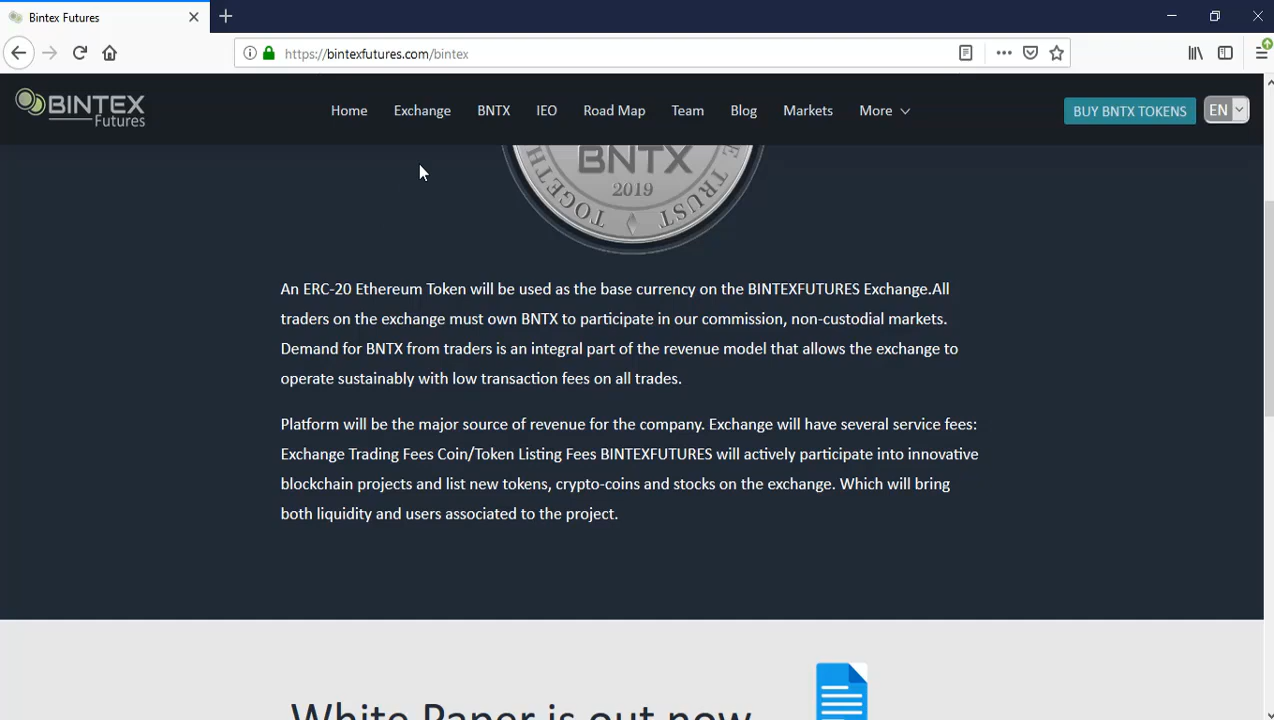 Bintex Futures
https://bintexfutures.com/bintex
BINTEX
Futures
Home Exchange BNTX IEO Road Map Team Blog Markets More
BUY BNTX TOKENS
EN
BNTX
2019
TRUST
An ERC-20 Ethereum Token will be used as the base currency on the BINTEXFUTURES Exchange.All
traders on the exchange must own BNTX to participate in our commission, non-custodial markets.
Demand for BNTX from traders is an integral part of the revenue model that allows the exchange to
operate sustainably with low transaction fees on all trades.
Platform will be the major source of revenue for the company. Exchange will have several service fees:
Exchange Trading Fees Coin/Token Listing Fees BINTEXFUTURES will actively participate into innovative
blockchain projects and list new tokens, crypto-coins and stocks on the exchange. Which will bring
both liquidity and users associated to the project.
White Paper is out now